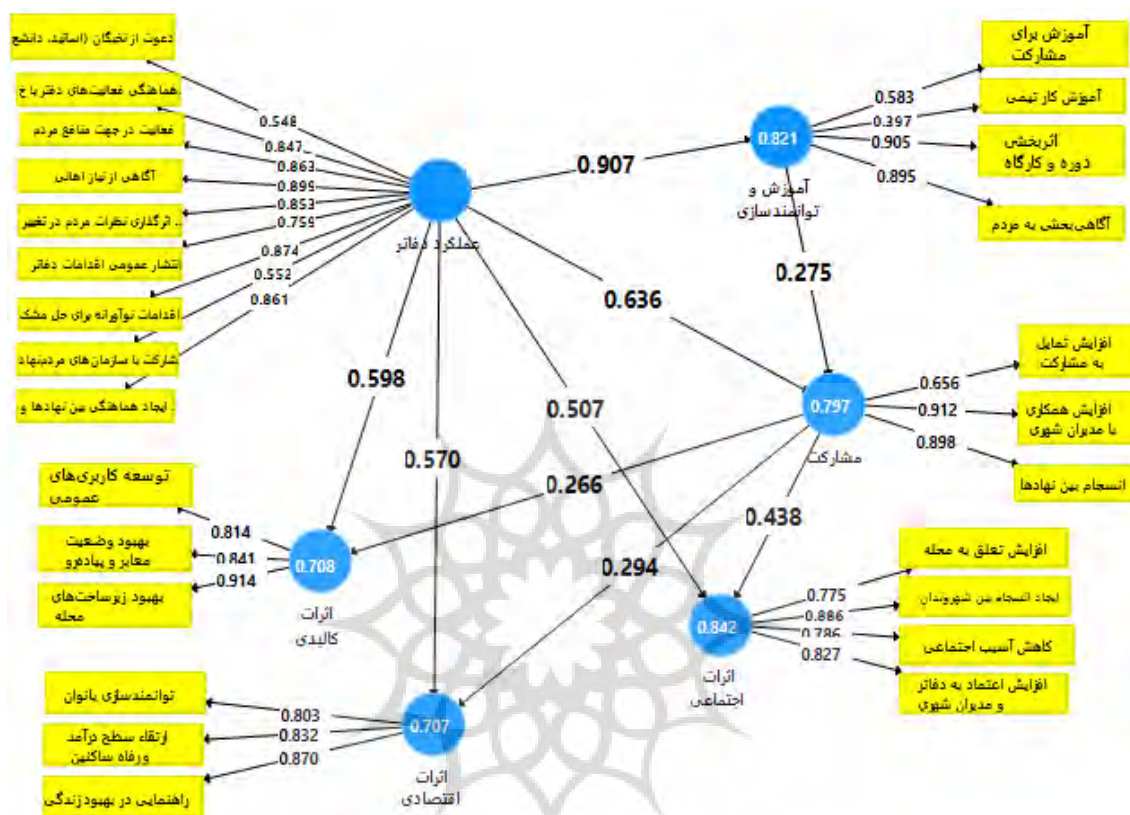 دعوت از نخبگان (اساتید، دانشج
هماهنگی فعالیت‌های دفتر با خ
فعالیت در جهت منافع مردم
آگاهی از نیاز اهالی
اثرگذاری نظرات مردم در تغییر ..
انتشار عمومی اقدامات دفاتر
اقدامات نوآورانه برای حل مشک
شارکت با سازمان‌های مردم‌نهاد
ایجاد هماهنگی بین نهادها و ..
0.548
0.847
0.863
0.899
0.853
0.759
0.874
0.552
0.861
عملکرد دفاتر
0.907
0.636
0.598
0.507
0.570
0.821
آموزش و
توانمندسازی
0.583
0.397
0.905
0.895
آموزش برای
مشارکت
آموزش کار تیمی
اثربخشی
دوره و کارگاه
آگاهی‌بخشی به مردم
0.275
0.797
مشارکت
0.656
0.912
0.898
افزایش تمایل
به مشارکت
افزایش همکاری
با مدیران شهری
انسجام بین نهادها
0.266
0.438
0.294
توسعه کاربری‌های
عمومی
بهبود وضعیت
معابر و پیاده‌رو
بهبود زیرساخت‌های
محله
0.814
0.841
0.914
0.708
اثرات
کالبدی
0.842
اثرات
اجتماعی
0.775
0.886
0.786
0.827
افزایش تعلق به محله
ایجاد انسجام بین شهروندان
کاهش آسیب اجتماعی
افزایش اعتماد به دفاتر
و مدیران شهری
توانمندسازی بانوان
ارتقاء سطح درآمد
ورفاه ساکنین
راهنمایی در بهبود زندگی
0.803
0.832
0.870
0.707
اثرات
اقتصادی